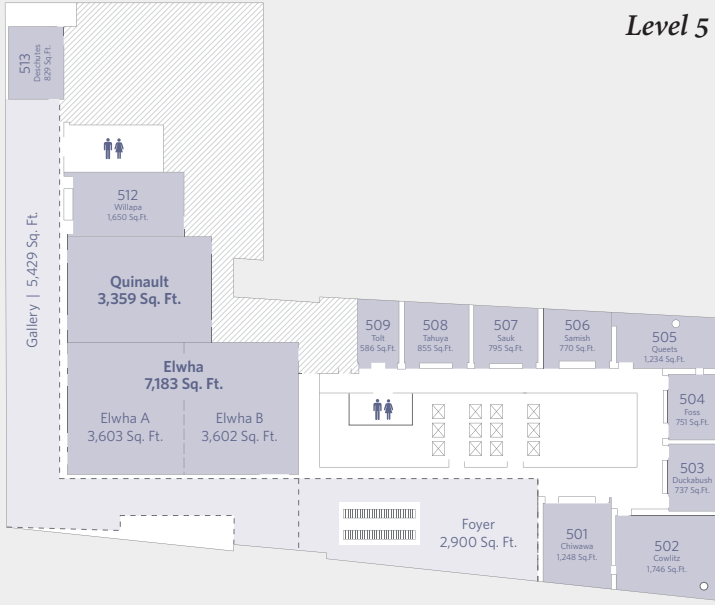 Level 5
513
Deschutes
829 Sq.Ft.
512
Willapa
1,650 Sq.Ft.
Gallery | 5,429 Sq. Ft.
Quinault
3,359 Sq. Ft.
Elwha
7,183 Sq. Ft.
Elwha A
3,603 Sq. Ft.
Elwha B
3,602 Sq. Ft.
509
Tolt
586 Sq.Ft.
508
Tahuya
855 Sq.Ft.
507
Sauk
795 Sq.Ft.
506
Samish
770 Sq.Ft.
505
Queets
1,234 Sq.Ft.
504
Foss
751 Sq.Ft.
503
Duckabush
737 Sq.Ft.
Foyer
2,900 Sq. Ft.
501
Chiwawa
1,248 Sq.Ft.
502
Cowlitz
1,746 Sq.Ft.